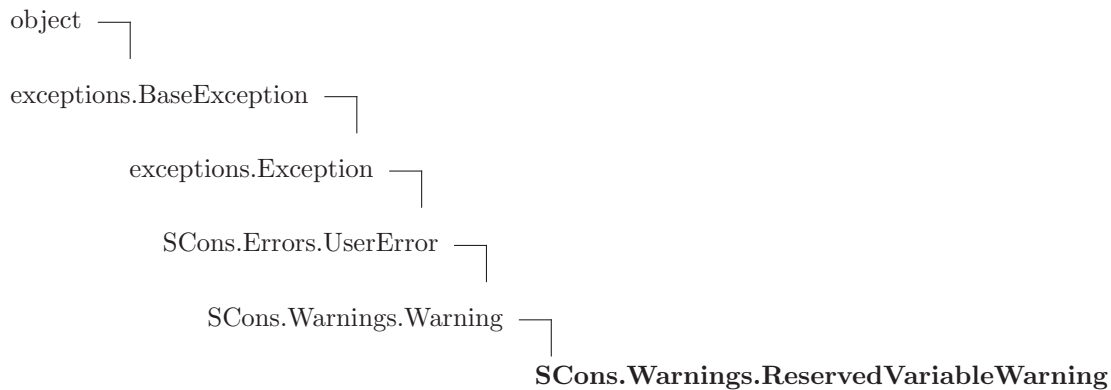 object
exceptions.BaseException
exceptions.Exception
SCons.Errors.UserError
SCons.Warnings.Warning
SCons.Warnings.ReservedVariableWarning